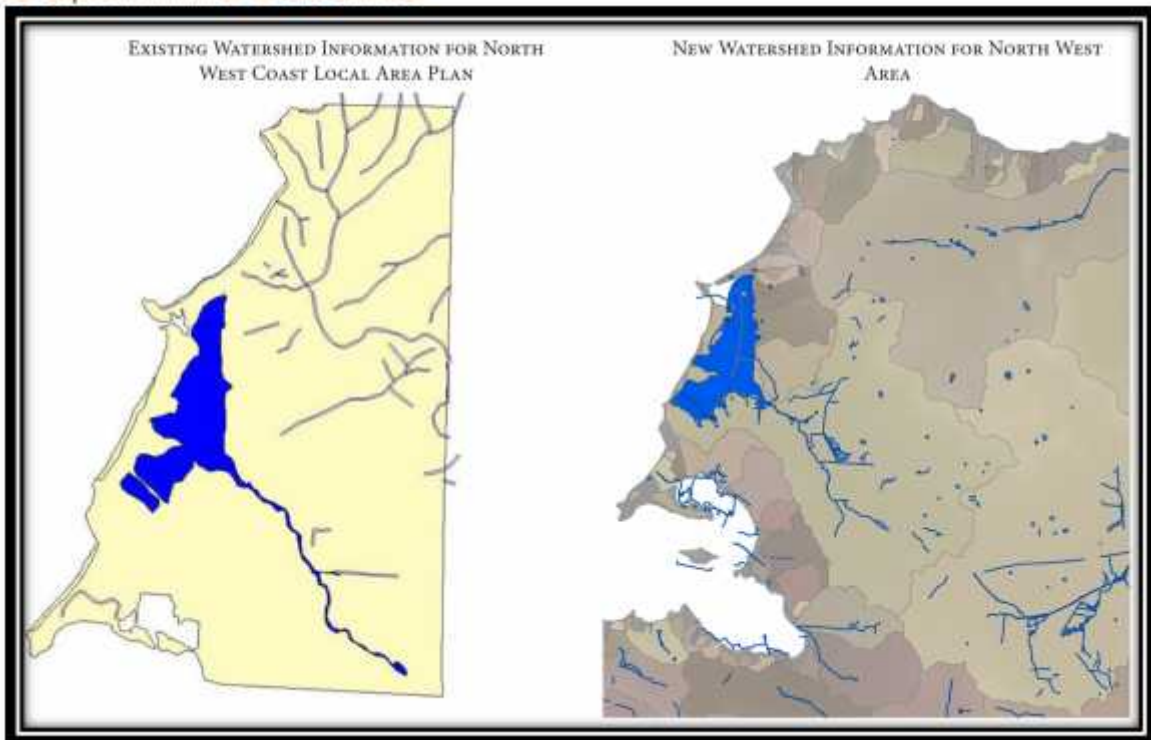 Existing Watershed Information for North
West Coast Local Area Plan
New Watershed Information for North West
Area